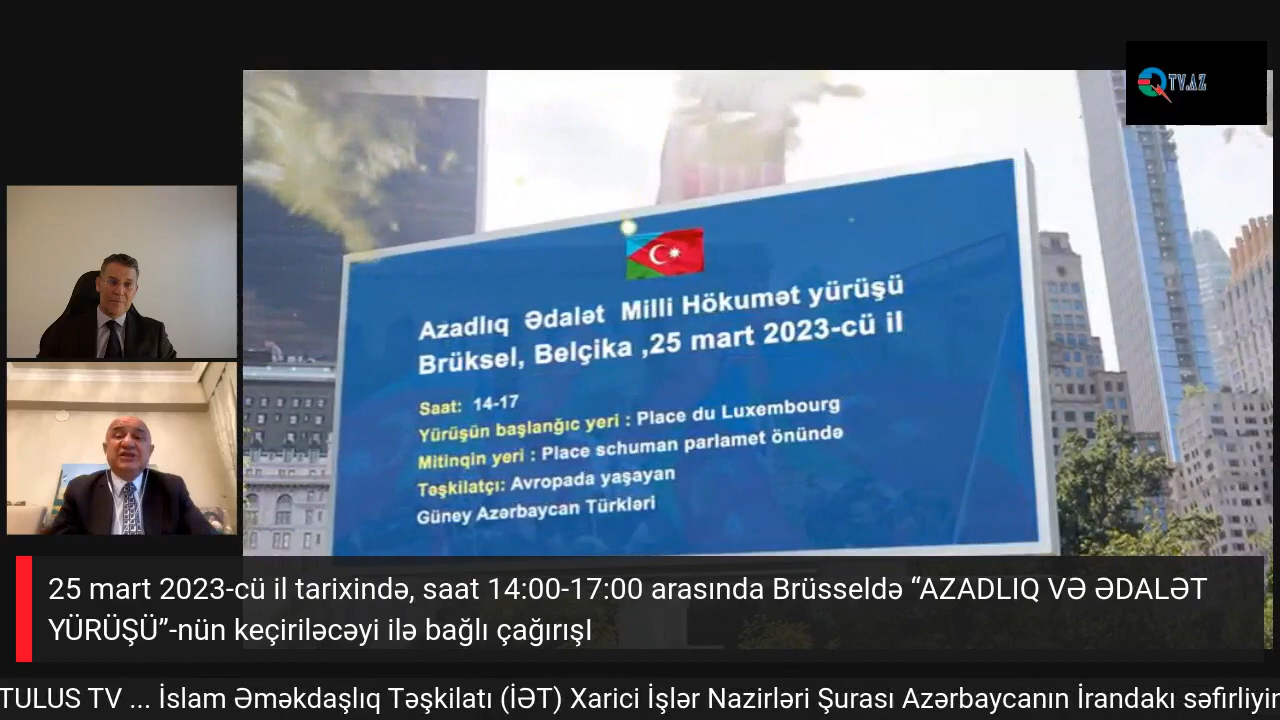 TV.AZ
Azadlıq Ədalət Milli Hökumət yürüşü
Brüksel, Belçika ,25 mart 2023-cü il
Saat: 14-17
Yürüşün başlanğıc yeri : Place du Luxembourg
Mitinqin yeri : Place schuman parlamet önündə
Təşkilatçı: Avropada yaşayan
Güney Azərbaycan Türkləri
25 mart 2023-cü il tarixində, saat 14:00-17:00 arasında Brüsseldə “AZADLIQ VƏ ƏDALƏT
YÜRÜŞÜ”-nün keçiriləcəyi ilə bağlı çağırışI
TULUS TV ... İslam Əməkdaşlıq Təşkilatı (İƏT) Xarici İşlər Nazirləri Şurası Azərbaycanın İrandakı səfirliyin